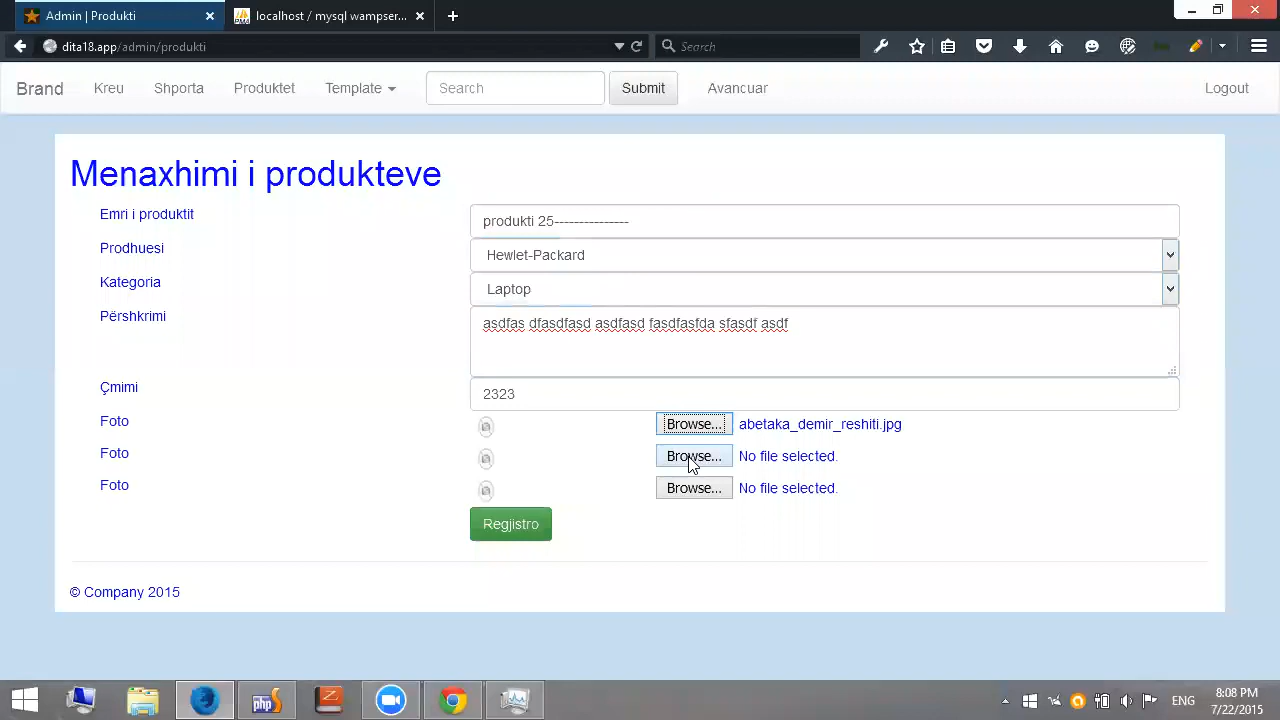 Admin | Produkti
localhost / mysql wampser...
dita18.app/admin/produkti
Search
Brand
Kreu
Shporta
Produktet
Template
Search
Submit
Avancuar
Logout
Menaxhimi i produkteve
Emri i produktit
produkti 25---------------
Prodhuesi
Hewlet-Packard
Kategoria
Laptop
Përshkrimi
asdfas dfasdfasd asdfasd fasdfasfda sfasdf asdf
Çmimi
2323
Foto
Browse... abetaka_demir_reshiti.jpg
Foto
Browse... No file selected.
Foto
Browse... No file selected.
Regjistro
© Company 2015
php
ENG
8:08 PM
7/22/2015